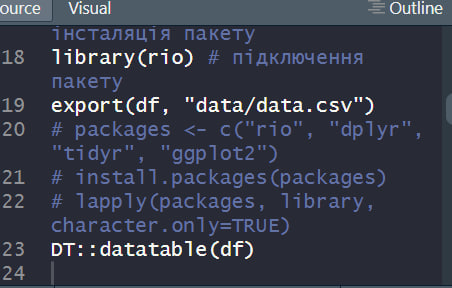 ource Visual Outline
інсталяція пакету
18 library(rio) # підключення
пакету
19 export(df, "data/data.csv")
20 # packages <- c("rio", "dplyr",
"tidyr", "ggplot2")
21 # install.packages(packages)
22 # lapply(packages, library,
character.only=TRUE)
23 DT::datatable(df)
24